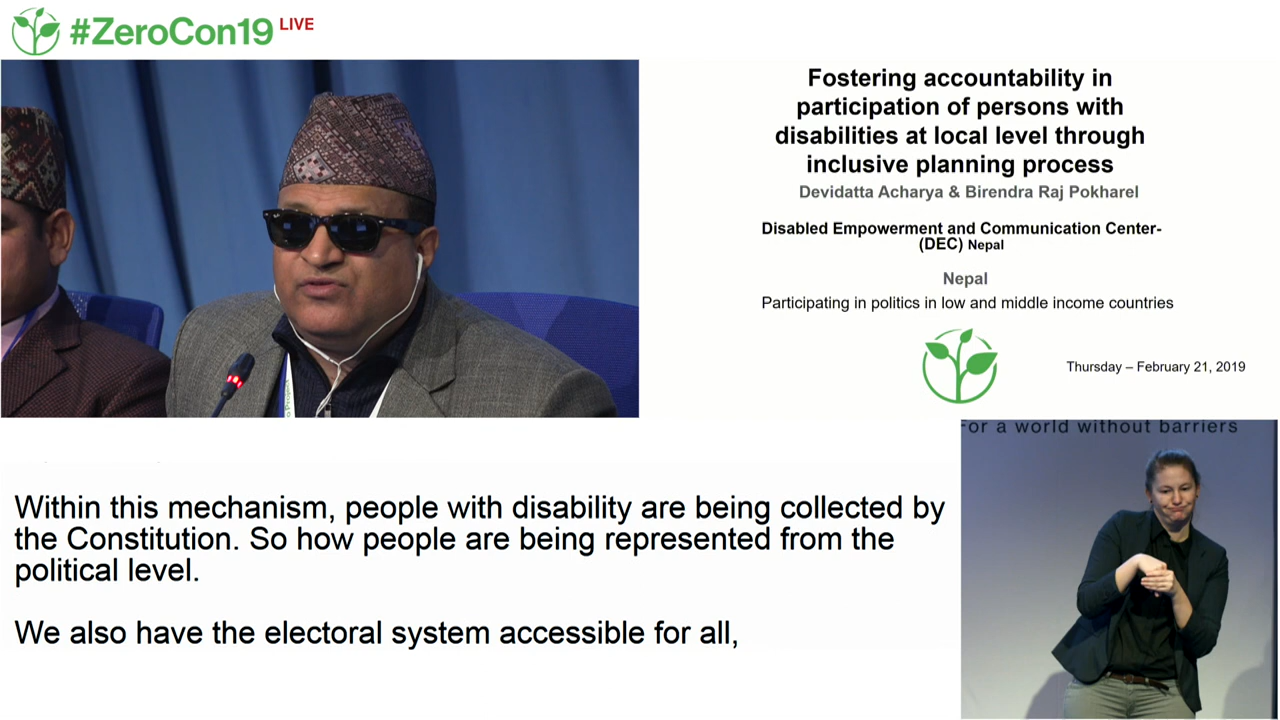 #ZeroCon19 LIVE
Fostering accountability in
participation of persons with
disabilities at local level through
inclusive planning process
Devidatta Acharya & Birendra Raj Pokharel
Disabled Empowerment and Communication Center-
(DEC) Nepal
Nepal
Participating in politics in low and middle income countries
Thursday – February 21, 2019
For a world without barriers
Within this mechanism, people with disability are being collected by
the Constitution. So how people are being represented from the
political level.
We also have the electoral system accessible for all,